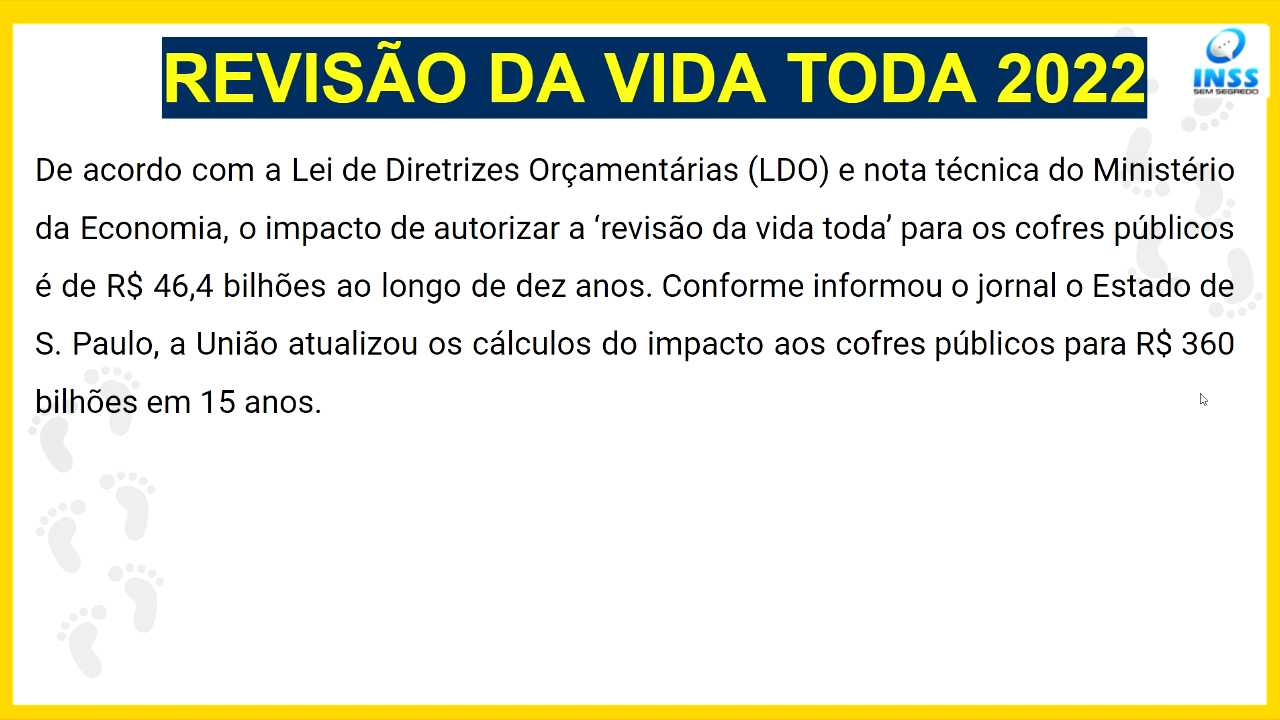 REVISÃO DA VIDA TODA 2022
INSS
SEM SEGREDO
De acordo com a Lei de Diretrizes Orçamentárias (LDO) e nota técnica do Ministério
da Economia, o impacto de autorizar a ‘revisão da vida toda’ para os cofres públicos
é de R$ 46,4 bilhões ao longo de dez anos. Conforme informou o jornal o Estado de
S. Paulo, a União atualizou os cálculos do impacto aos cofres públicos para R$ 360
bilhões em 15 anos.